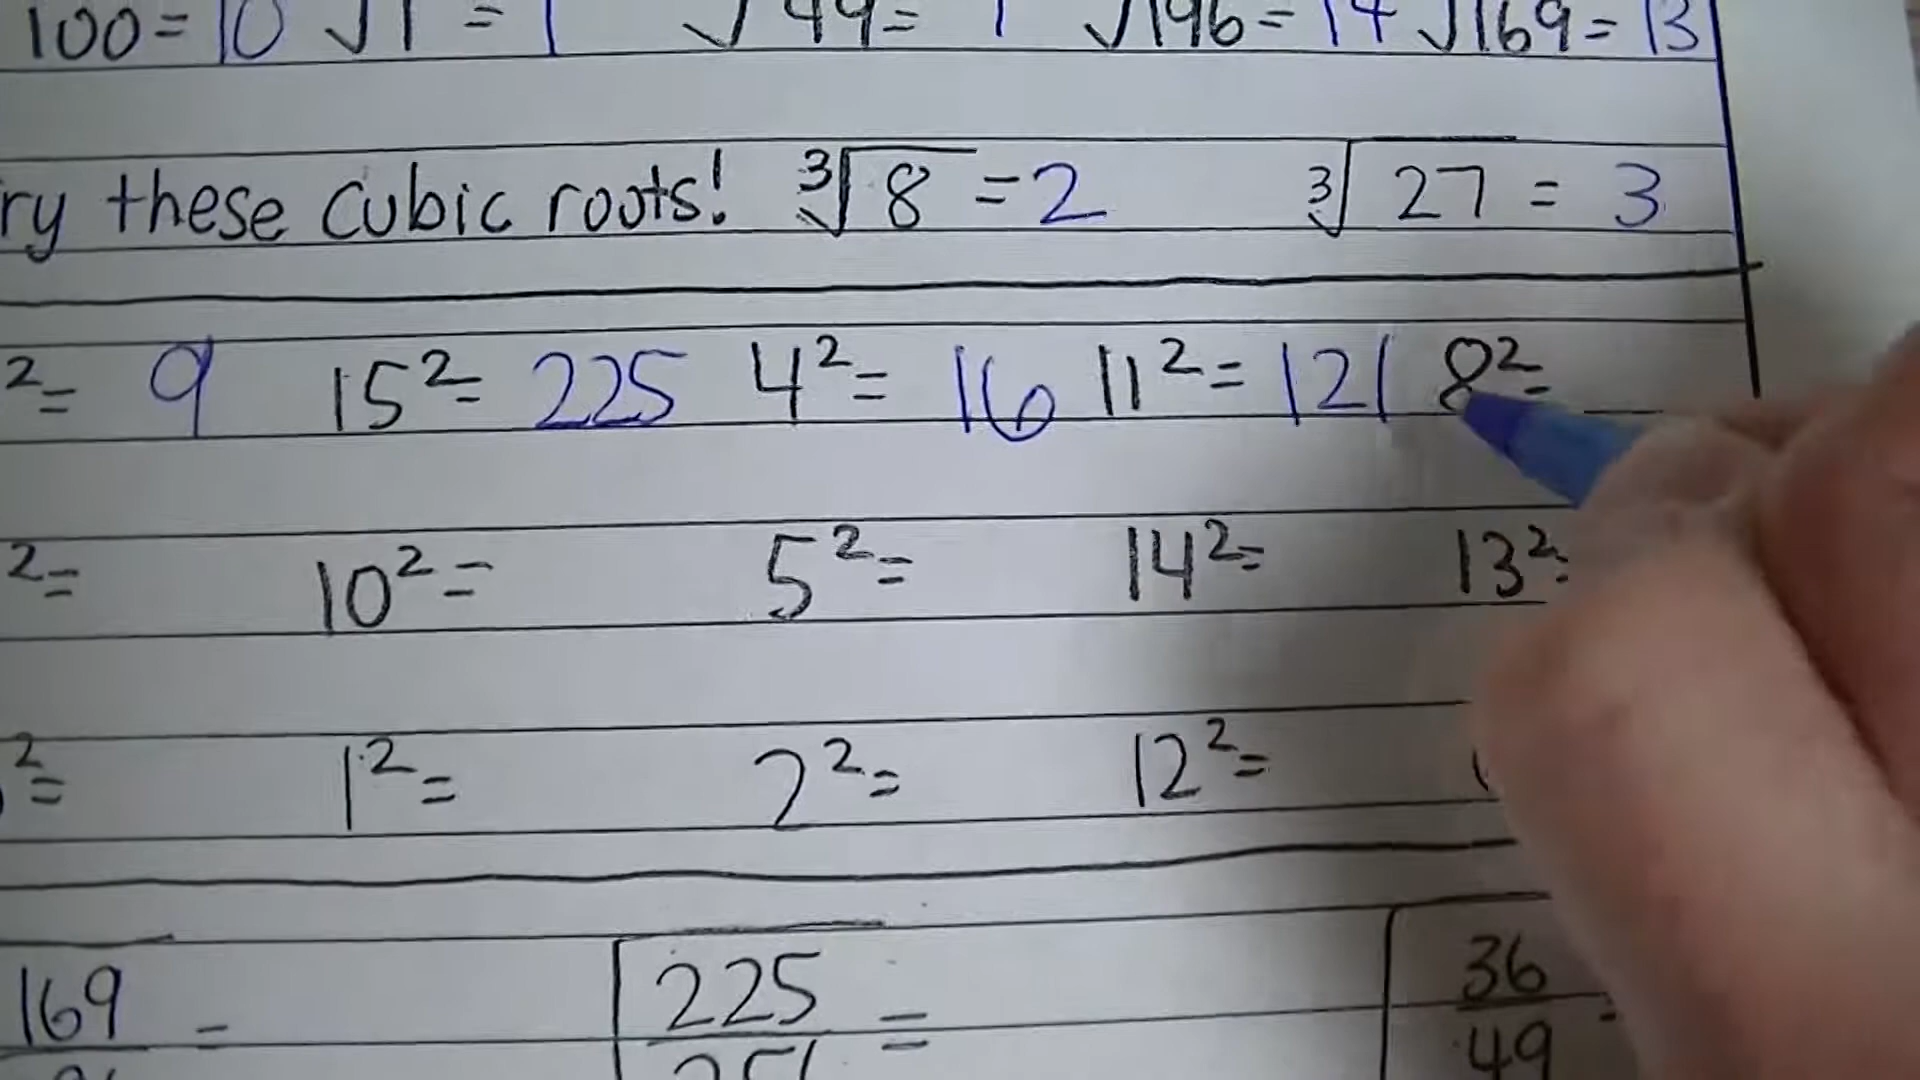 100 = 10 √1 = 1 √49 = 7 √196 = 14 √169 = 13
ry these cubic roots! ∛8 = 2 ∛27 = 3
²= 9 15²= 225 4²= 16 11²= 121 8²=
²= 10²= 5²= 14²= 13²=
²= 1²= 2²= 12²=
169 = 225 = 36 =
49